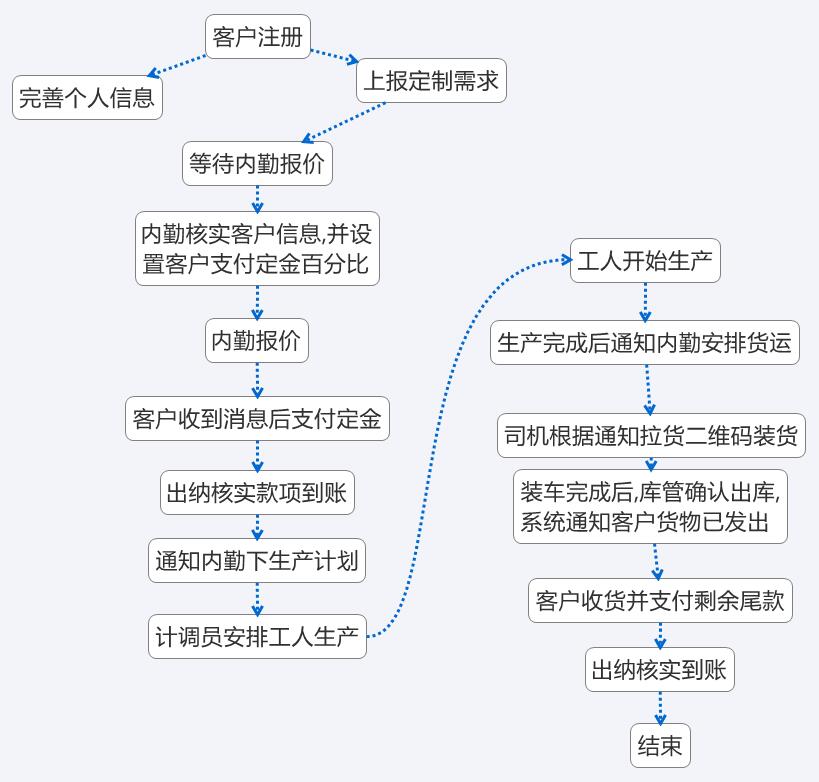 客户注册
完善个人信息
上报定制需求
等待内勤报价
内勤核实客户信息,并设
置客户支付定金百分比
内勤报价
客户收到消息后支付定金
出纳核实款项到账
通知内勤下生产计划
计调员安排工人生产
工人开始生产
生产完成后通知内勤安排货运
司机根据通知拉货二维码装货
装车完成后,库管确认出库,
系统通知客户货物已发出
客户收货并支付剩余尾款
出纳核实到账
结束